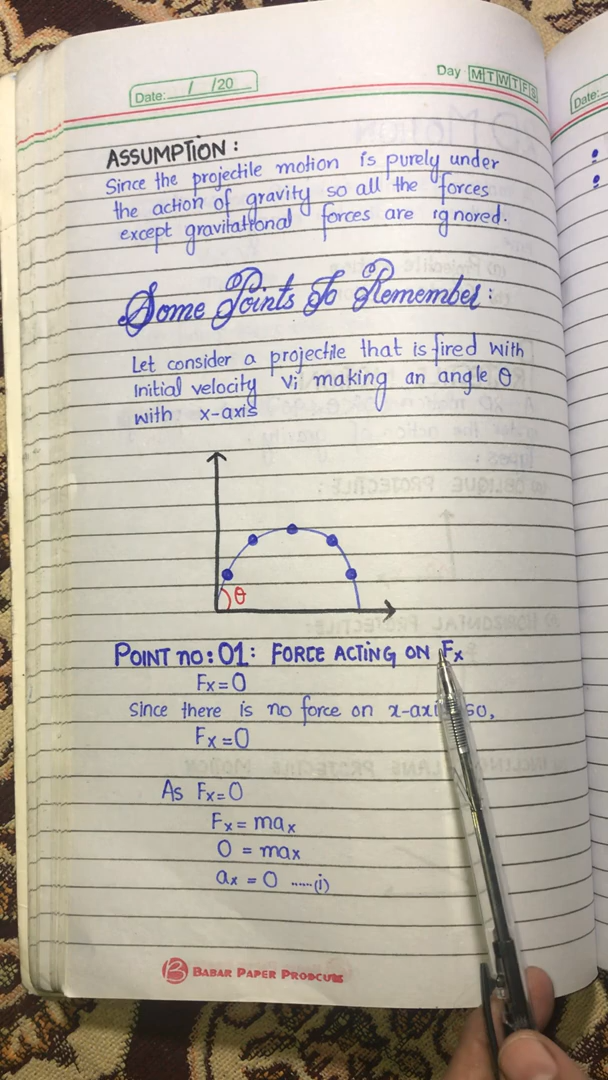 Date: / /20
Day M T W T F S
Date:
ASSUMPTION:
Since the projectile motion is purely under
the action of gravity so all the forces
except gravitational forces are ignored.
Some Points To Remember:
Let consider a projectile that is fired with
Initial velocity Vi making an angle θ
with x-axis
θ
POINT no:01: FORCE ACTING ON Fx
Fx=0
Since there is no force on x-axi so,
Fx=0
As Fx=0
Fx=max
0 = max
ax = 0 ......(i)
B BABAR PAPER PRODCUTS